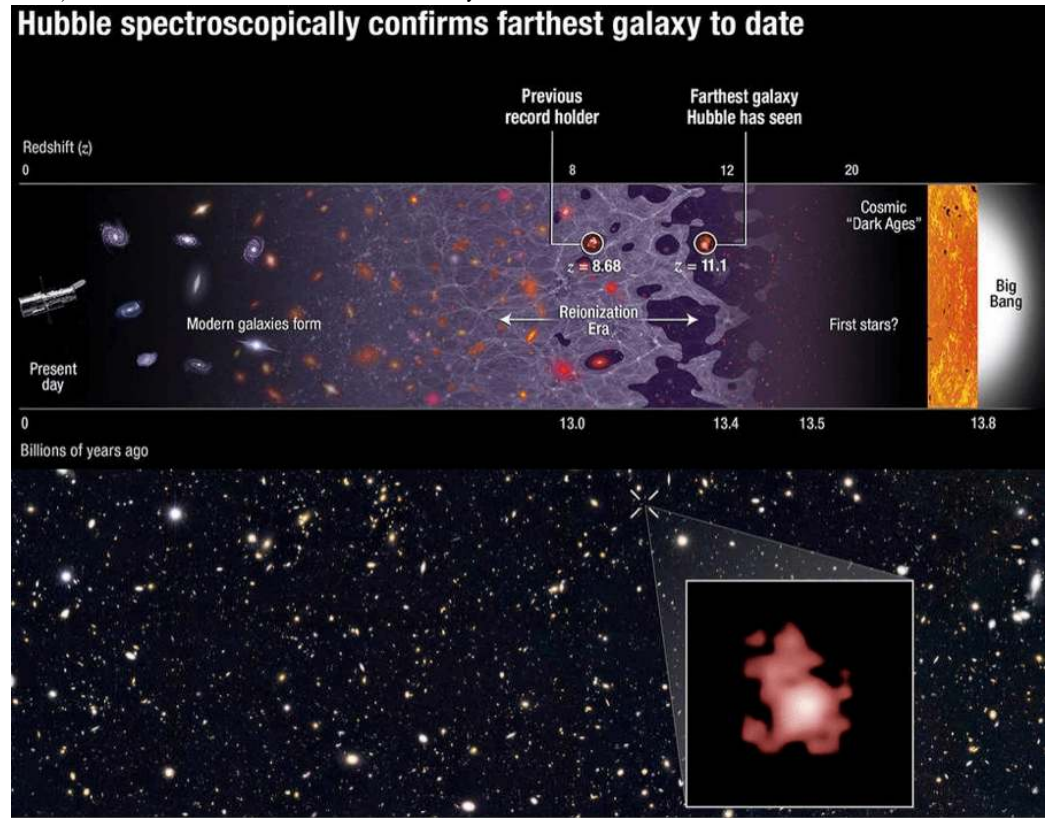 Hubble spectroscopically confirms farthest galaxy to date
Previous
record holder
Farthest galaxy
Hubble has seen
Redshift (z)
0
8
12
20
Cosmic
"Dark Ages"
z = 8.68
z = 11.1
Big
Bang
Reionization
Era
Modern galaxies form
First stars?
Present
day
0
13.0
13.4
13.5
13.8
Billions of years ago